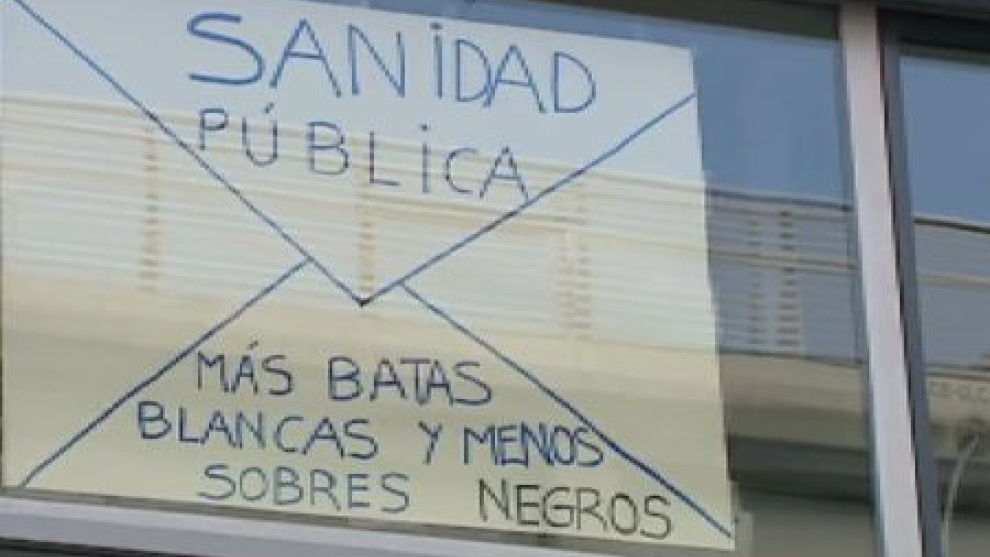 SANIDAD
PÚBLICA
MÁS BATAS
BLANCAS Y MENOS
SOBRES NEGROS